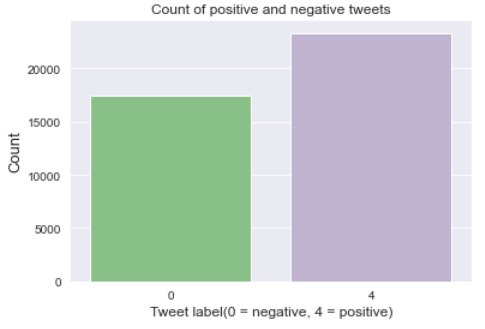 Count of positive and negative tweets
Count
20000
15000
10000
5000
0
0 4
Tweet label(0 = negative, 4 = positive)